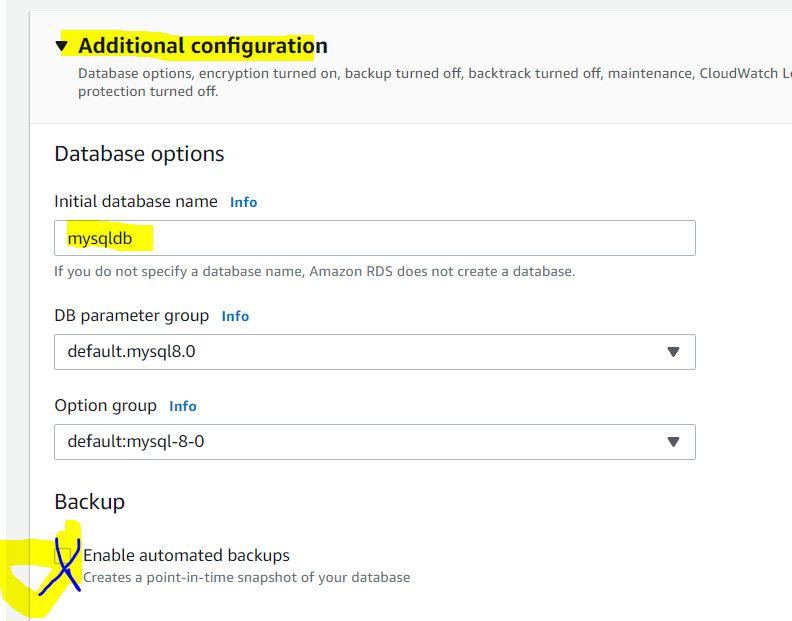 Additional configuration
Database options, encryption turned on, backup turned off, backtrack turned off, maintenance, CloudWatch
protection turned off.
Database options
Initial database name Info
mysqldb
If you do not specify a database name, Amazon RDS does not create a database.
DB parameter group Info
default.mysql8.0
Option group Info
default:mysql-8-0
Backup
Enable automated backups
Creates a point-in-time snapshot of your database